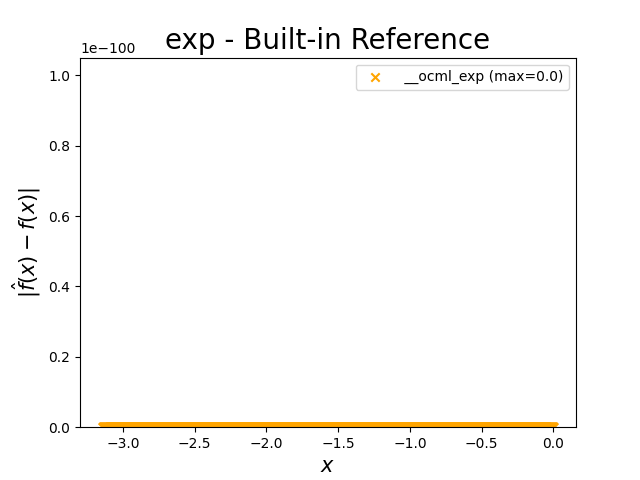 exp - Built-in Reference
1e−100
1.0
__ocml_exp (max=0.0)
0.8
0.6
0.4
0.2
0.0
|f̂(x) − f(x)|
−3.0 −2.5 −2.0 −1.5 −1.0 −0.5 0.0
x